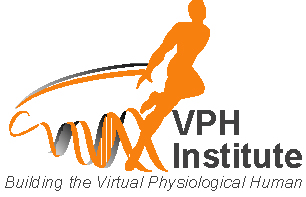 VPH
Institute
Building the Virtual Physiological Human